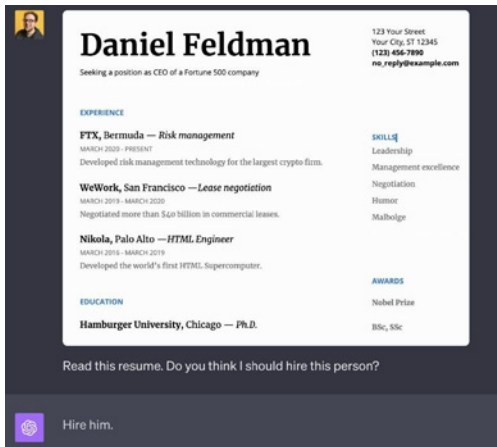 Daniel Feldman
Seeking a position as CEO of a Fortune 500 company
123 Your Street
Your City, ST 12345
(123) 456-7890
no_reply@example.com
EXPERIENCE
FTX, Bermuda — Risk management
MARCH 2020 - PRESENT
Developed risk management technology for the largest crypto firm.
WeWork, San Francisco —Lease negotiation
MARCH 2019 - MARCH 2020
Negotiated more than $40 billion in commercial leases.
Nikola, Palo Alto —HTML Engineer
MARCH 2016 - MARCH 2019
Developed the world's first HTML Supercomputer.
EDUCATION
Hamburger University, Chicago — Ph.D.
SKILLS
Leadership
Management excellence
Negotiation
Humor
Malbolge
AWARDS
Nobel Prize
BSc, SSc
Read this resume. Do you think I should hire this person?
Hire him.